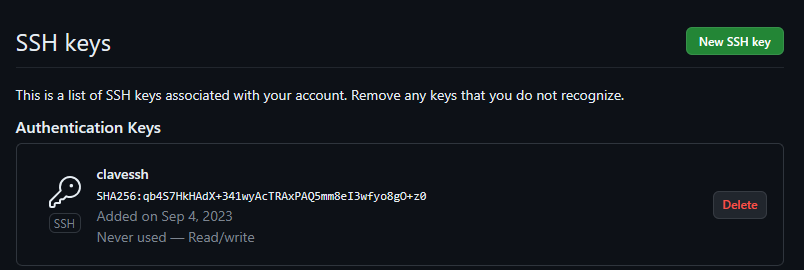 SSH keys
New SSH key
This is a list of SSH keys associated with your account. Remove any keys that you do not recognize.
Authentication Keys
clavessh
SHA256:qb4S7HkHAdX+341wyAcTRAxPAQ5mm8eI3wfyo8gO+z0
Added on Sep 4, 2023
Never used — Read/write
SSH
Delete